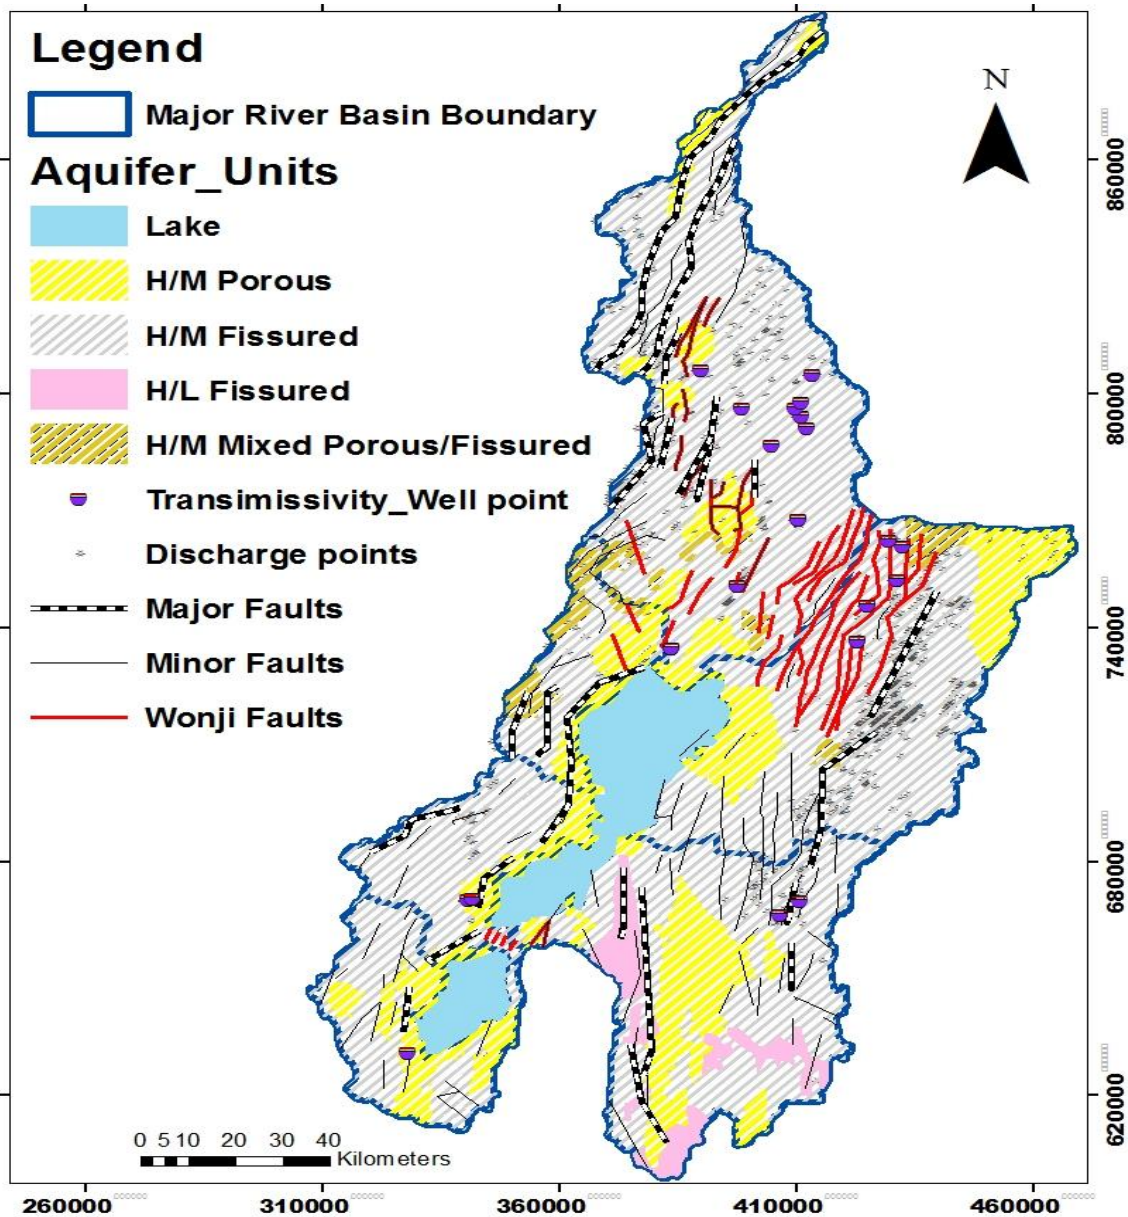 Legend
Major River Basin Boundary
Aquifer_Units
Lake
H/M Porous
H/M Fissured
H/L Fissured
H/M Mixed Porous/Fissured
Transimissivity_Well point
Discharge points
Major Faults
Minor Faults
Wonji Faults
N
860000
800000
740000
680000
620000
0 5 10 20 30 40
Kilometers
260000 310000 360000 410000 460000